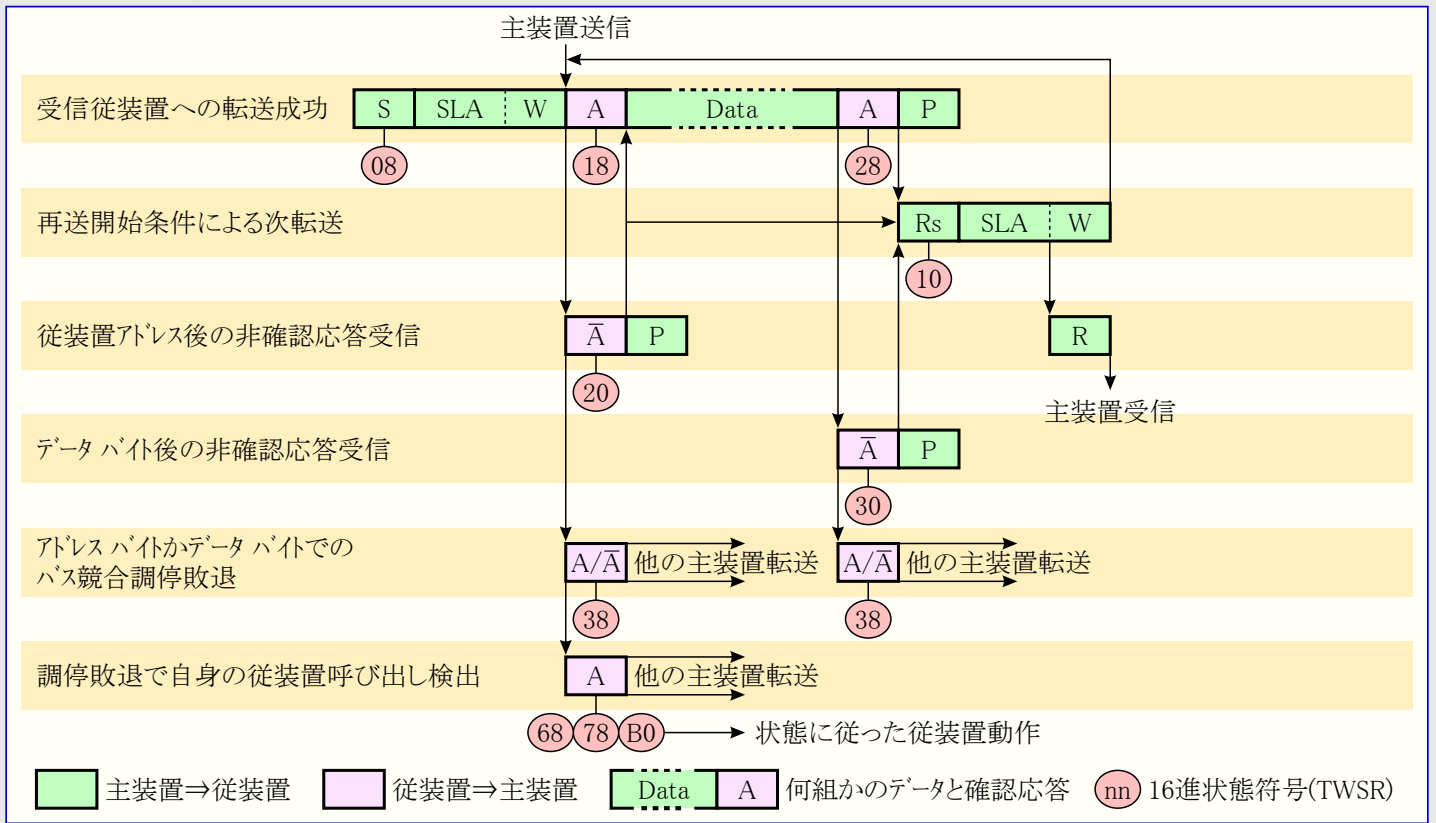 主装置送信
受信従装置への転送成功 S SLA W A Data A P
08 18 28
再送開始条件による次転送 Rs SLA W
10
従装置アドレス後の非確認応答受信 A̅ P R
20
主装置受信
データ バイト後の非確認応答受信 A̅ P
30
アドレス バイトかデータ バイトでの
バス競合調停敗退
A/A̅ 他の主装置転送 A/A̅ 他の主装置転送
38 38
調停敗退で自身の従装置呼び出し検出 A 他の主装置転送
68 78 B0 状態に従った従装置動作
主装置⇒従装置 従装置⇒主装置 Data A 何組かのデータと確認応答 nn 16進状態符号(TWSR)